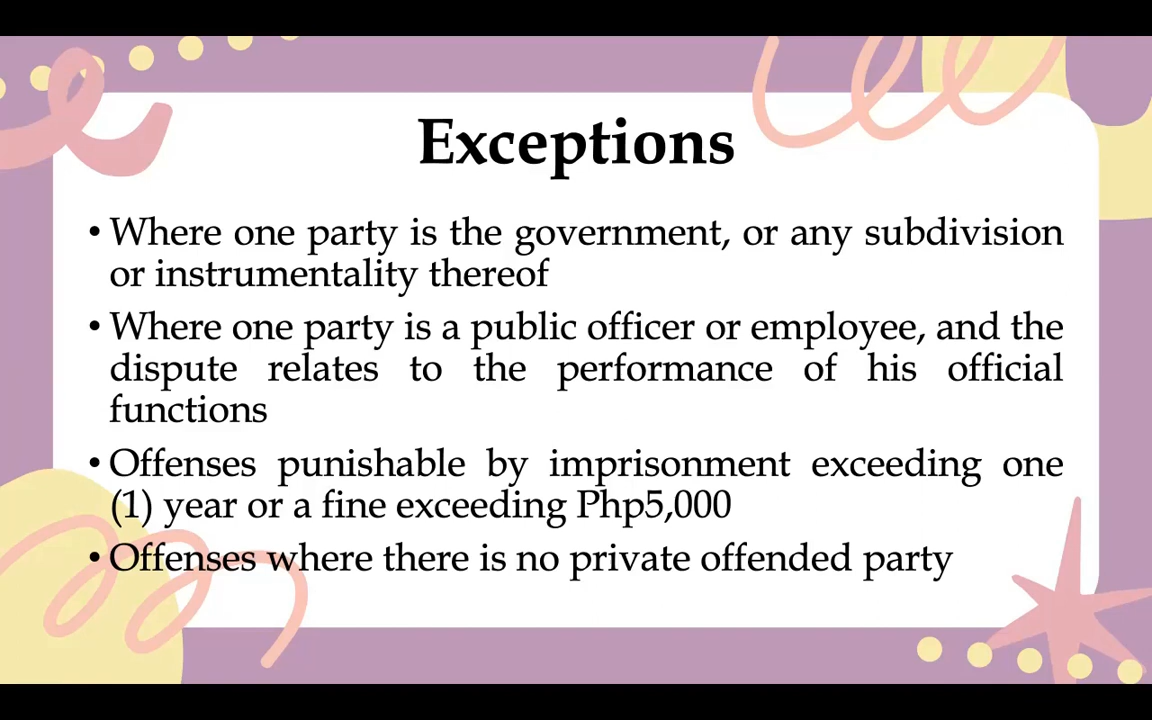 Exceptions
• Where one party is the government, or any subdivision
or instrumentality thereof
• Where one party is a public officer or employee, and the
dispute relates to the performance of his official
functions
• Offenses punishable by imprisonment exceeding one
(1) year or a fine exceeding Php5,000
• Offenses where there is no private offended party